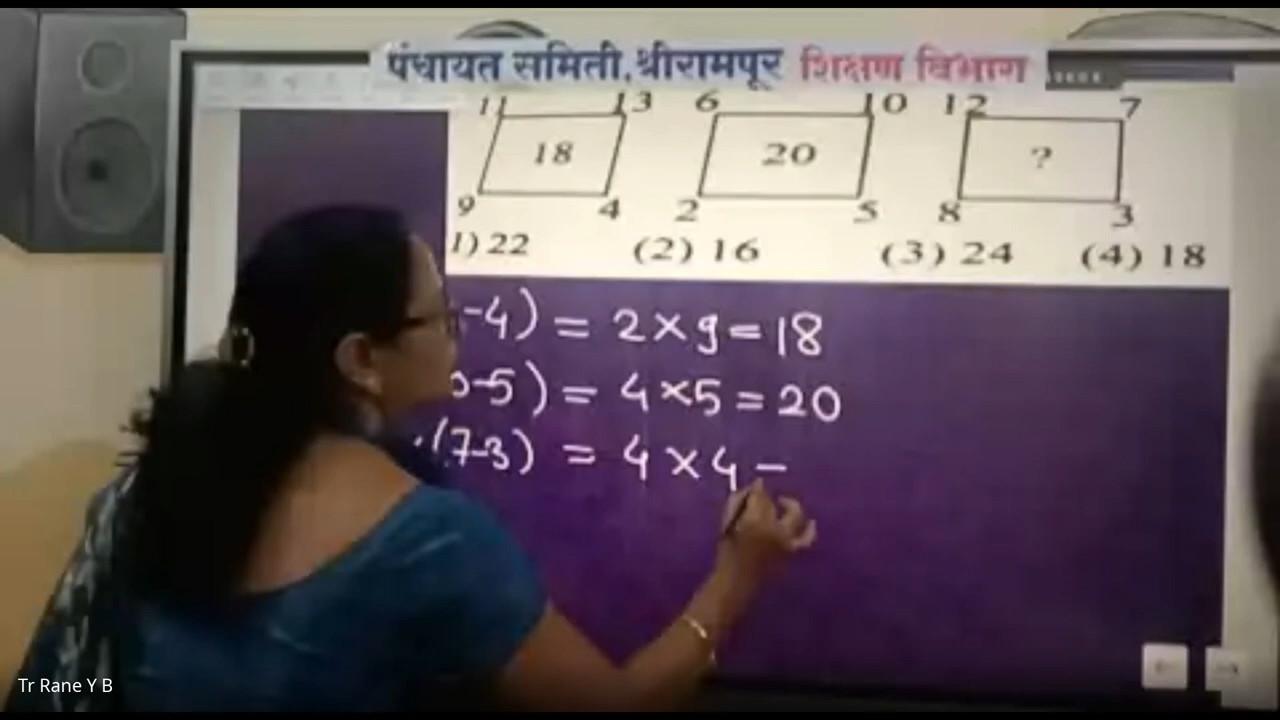 पंचायत समिती,श्रीरामपूर शिक्षण विभाग
11 13 6 10 12 7
18 20 ?
9 4 2 5 8 3
1) 22 (2) 16 (3) 24 (4) 18
-4) = 2 × 9 = 18
-5) = 4 × 5 = 20
(7-3) = 4 × 4 -
Tr Rane Y B